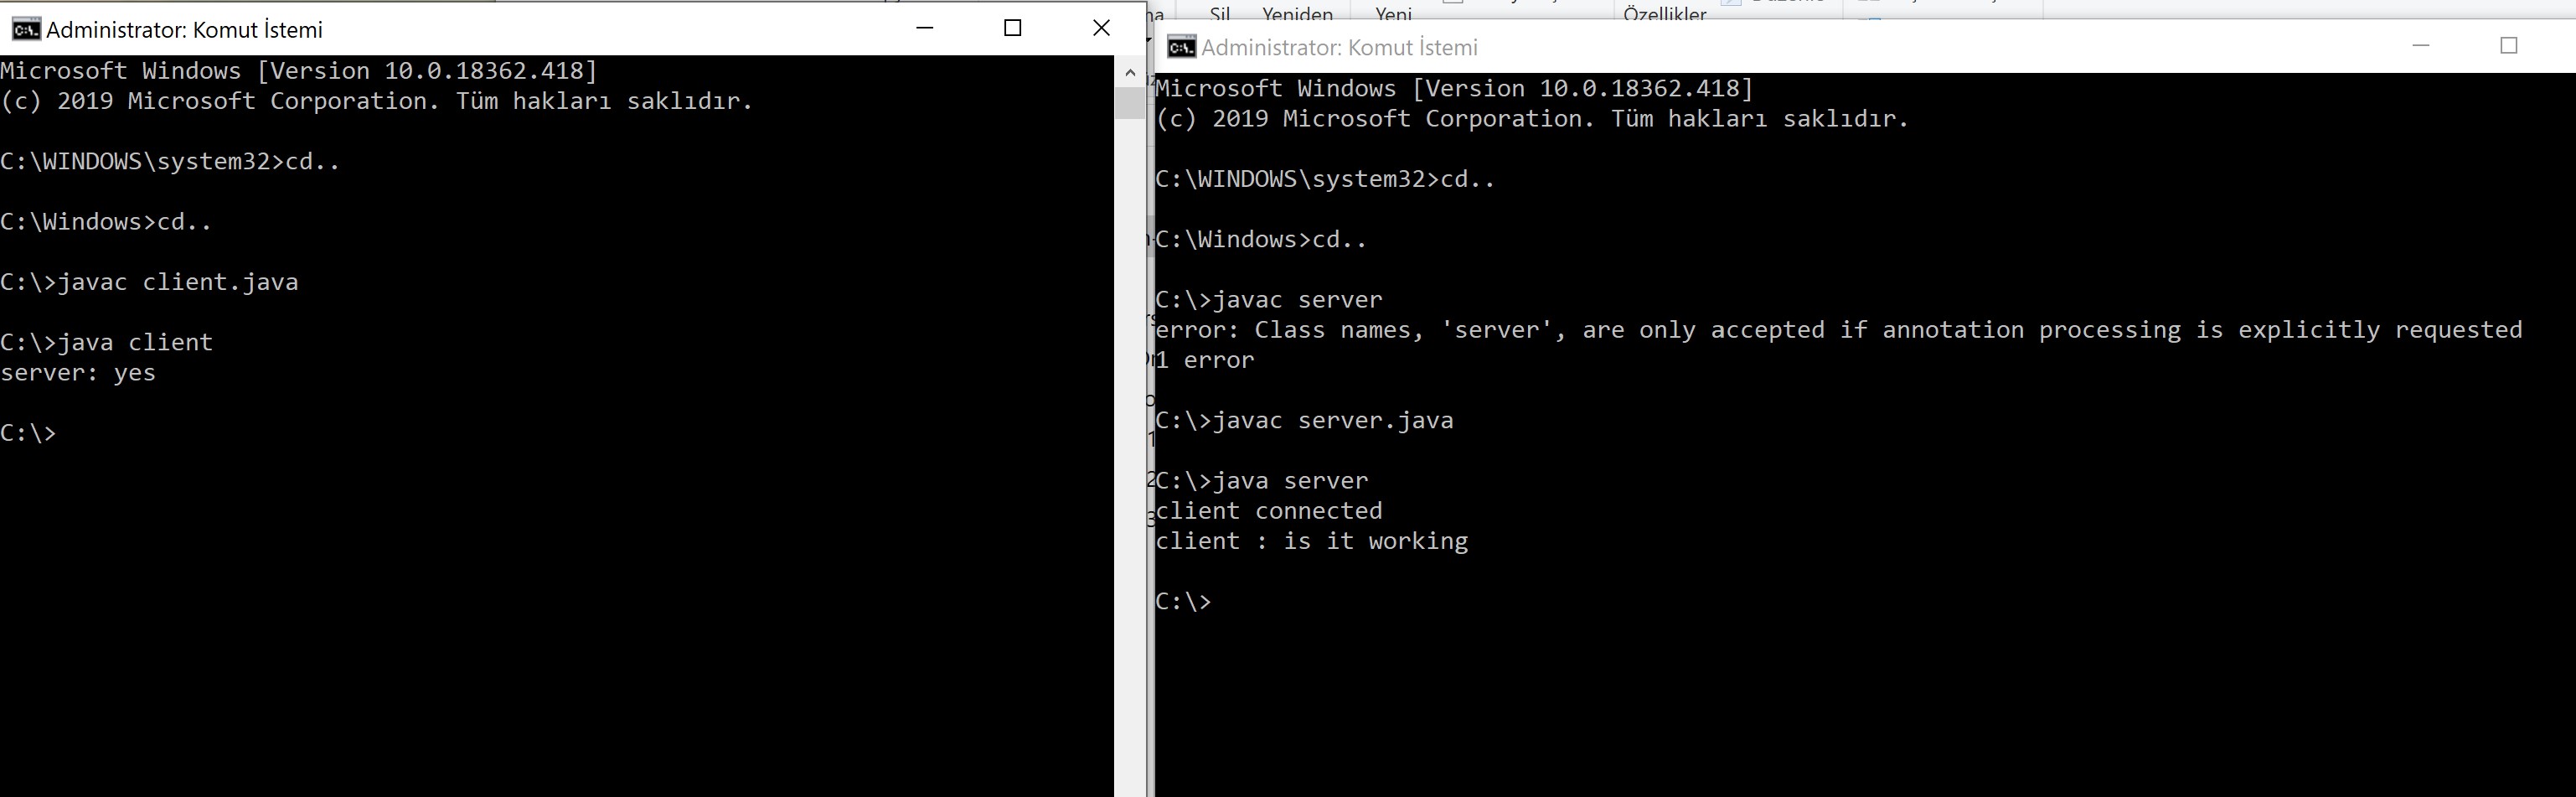 Administrator: Komut İstemi
Microsoft Windows [Version 10.0.18362.418]
(c) 2019 Microsoft Corporation. Tüm hakları saklıdır.
C:\WINDOWS\system32>cd..
C:\Windows>cd..
C:\>javac client.java
C:\>java client
server: yes
C:\>
Sil Yeniden Yeni Özellikler
Administrator: Komut İstemi
Microsoft Windows [Version 10.0.18362.418]
(c) 2019 Microsoft Corporation. Tüm hakları saklıdır.
C:\WINDOWS\system32>cd..
C:\Windows>cd..
C:\>javac server
error: Class names, 'server', are only accepted if annotation processing is explicitly requested
1 error
C:\>javac server.java
C:\>java server
client connected
client : is it working
C:\>